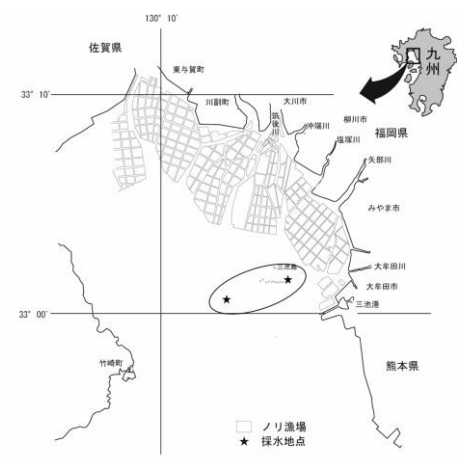 130° 10'
佐賀県
九
州
33° 10'
東与賀町
川副町
大川市
筑後川
沖端川
柳川市
福岡県
塩塚川
矢部川
みやま市
三池島
大牟田川
大牟田市
三池港
33° 00'
竹崎町
熊本県
ノリ漁場
★ 採水地点